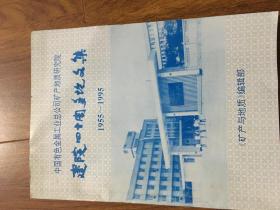 中国有色金属工业总公司矿产地质研究院
建院四十周年论文集
1955～1995
《矿产与地质》编辑部